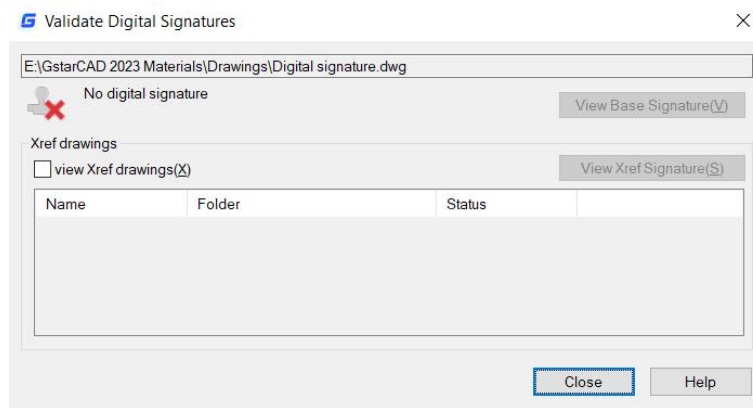 Validate Digital Signatures
E:\GstarCAD 2023 Materials\Drawings\Digital signature.dwg
No digital signature
View Base Signature(V)
Xref drawings
view Xref drawings(X)
View Xref Signature(S)
Name Folder Status
Close Help